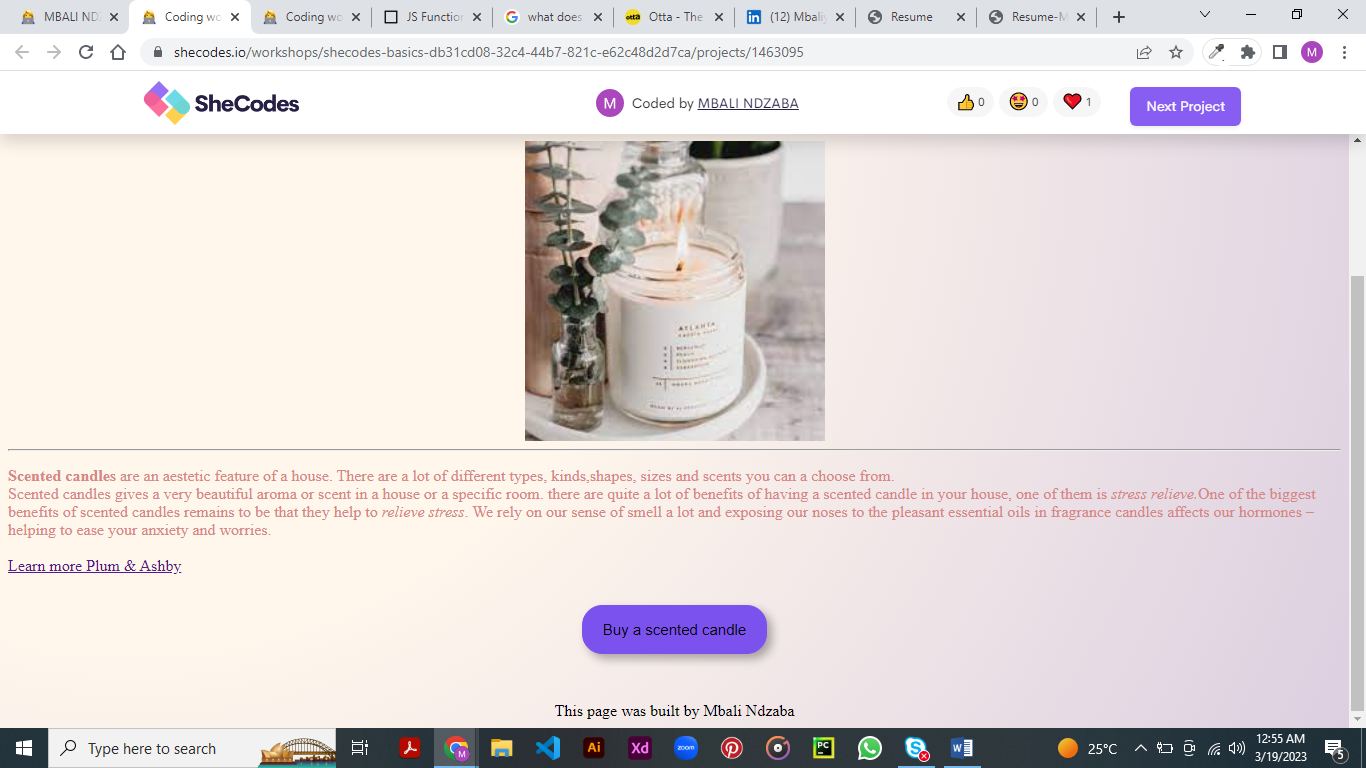 MBALI ND
Coding wo
Coding wo
JS Function
what does
Otta - The
(12) Mbaliy
Resume
Resume-M
shecodes.io/workshops/shecodes-basics-db31cd08-32c4-44b7-821c-e62c48d2d7ca/projects/1463095
M
SheCodes
M Coded by MBALI NDZABA
0 0 1
Next Project
ATLANTA
Scented candles are an aestetic feature of a house. There are a lot of different types, kinds,shapes, sizes and scents you can a choose from.
Scented candles gives a very beautiful aroma or scent in a house or a specific room. there are quite a lot of benefits of having a scented candle in your house, one of them is stress relieve.One of the biggest
benefits of scented candles remains to be that they help to relieve stress. We rely on our sense of smell a lot and exposing our noses to the pleasant essential oils in fragrance candles affects our hormones –
helping to ease your anxiety and worries.
Learn more Plum & Ashby
Buy a scented candle
This page was built by Mbali Ndzaba
Type here to search
25°C
12:55 AM
3/19/2023
5